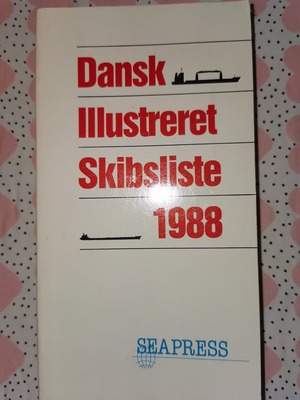 Dansk
Illustreret
Skibsliste
1988
SEAPRESS